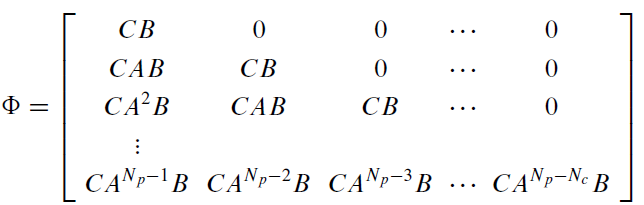 CB 0 0 ⋯ 0
CAB CB 0 ⋯ 0
Φ = CA²B CAB CB ⋯ 0
⋮
CA^{N_p−1}B CA^{N_p−2}B CA^{N_p−3}B ⋯ CA^{N_p−N_c}B